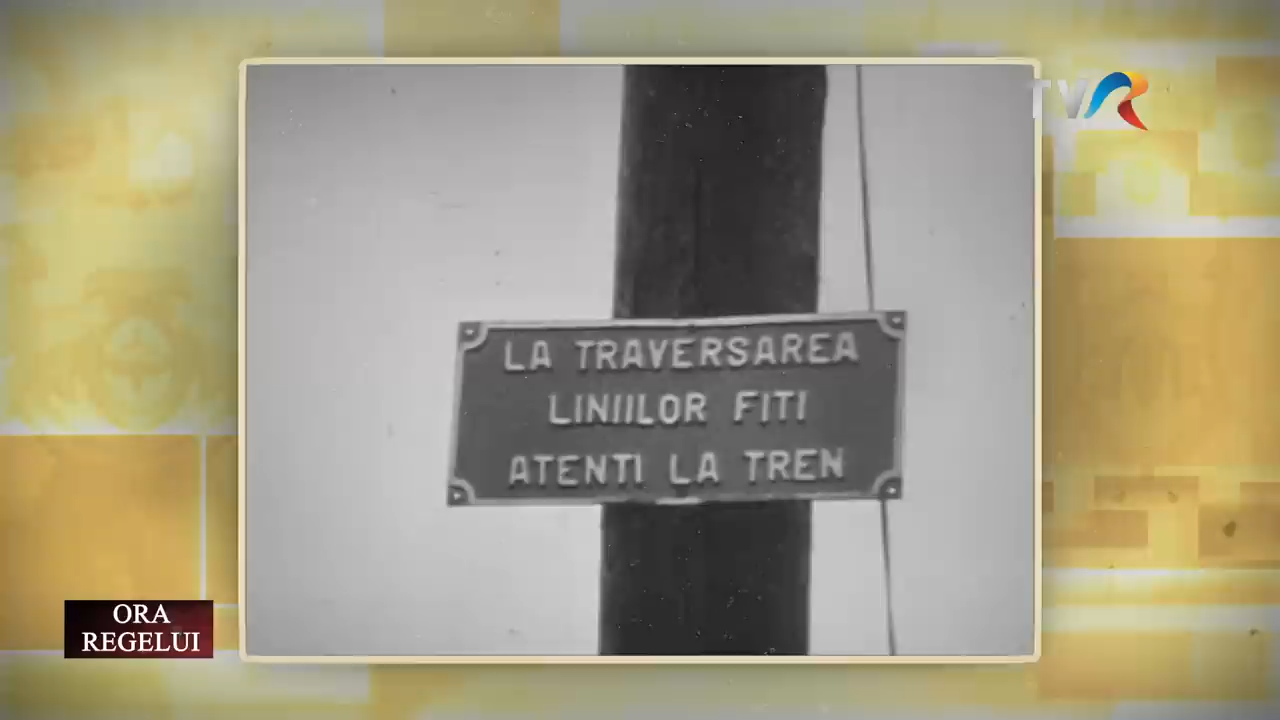 TVR
LA TRAVERSAREA
LINIILOR FITI
ATENTI LA TREN
ORA
REGELUI